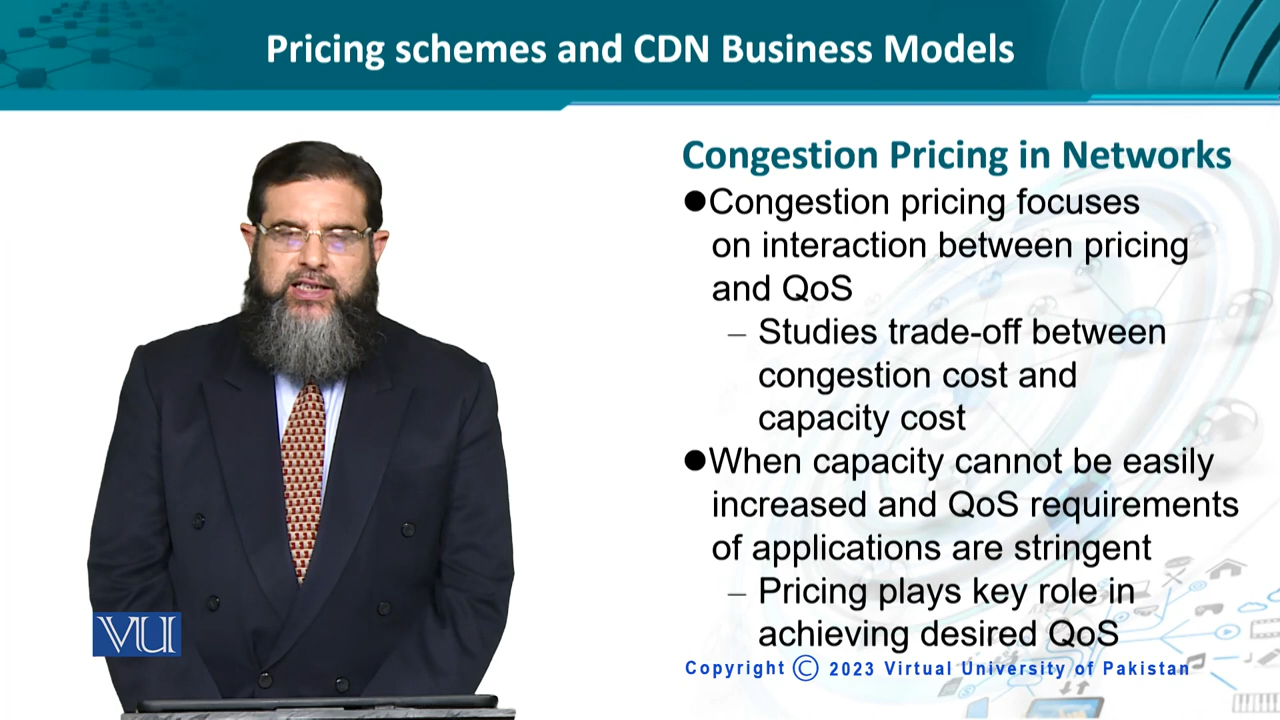 Pricing schemes and CDN Business Models
Congestion Pricing in Networks
●Congestion pricing focuses
on interaction between pricing
and QoS
– Studies trade-off between
congestion cost and
capacity cost
●When capacity cannot be easily
increased and QoS requirements
of applications are stringent
– Pricing plays key role in
achieving desired QoS
VU
Copyright © 2023 Virtual University of Pakistan